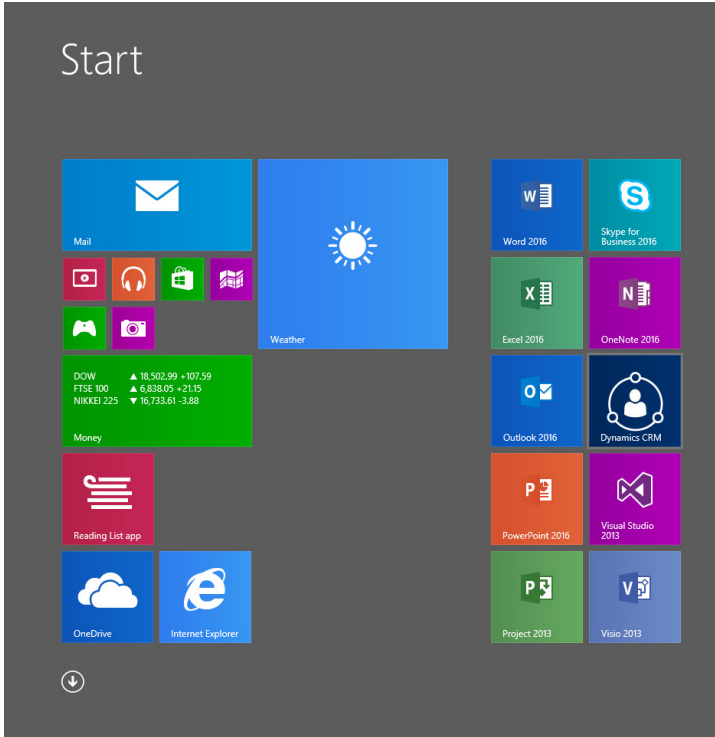 Start
Mail
Weather
DOW ▲ 18,502.99 +107.59
FTSE 100 ▲ 6,838.05 +21.15
NIKKEI 225 ▼ 16,733.61 -3.88
Money
Reading List app
OneDrive
Internet Explorer
W
Word 2016
S
Skype for
Business 2016
X
Excel 2016
N
OneNote 2016
O
Outlook 2016
Dynamics CRM
P
PowerPoint 2016
Visual Studio
2013
P
Project 2013
V
Visio 2013